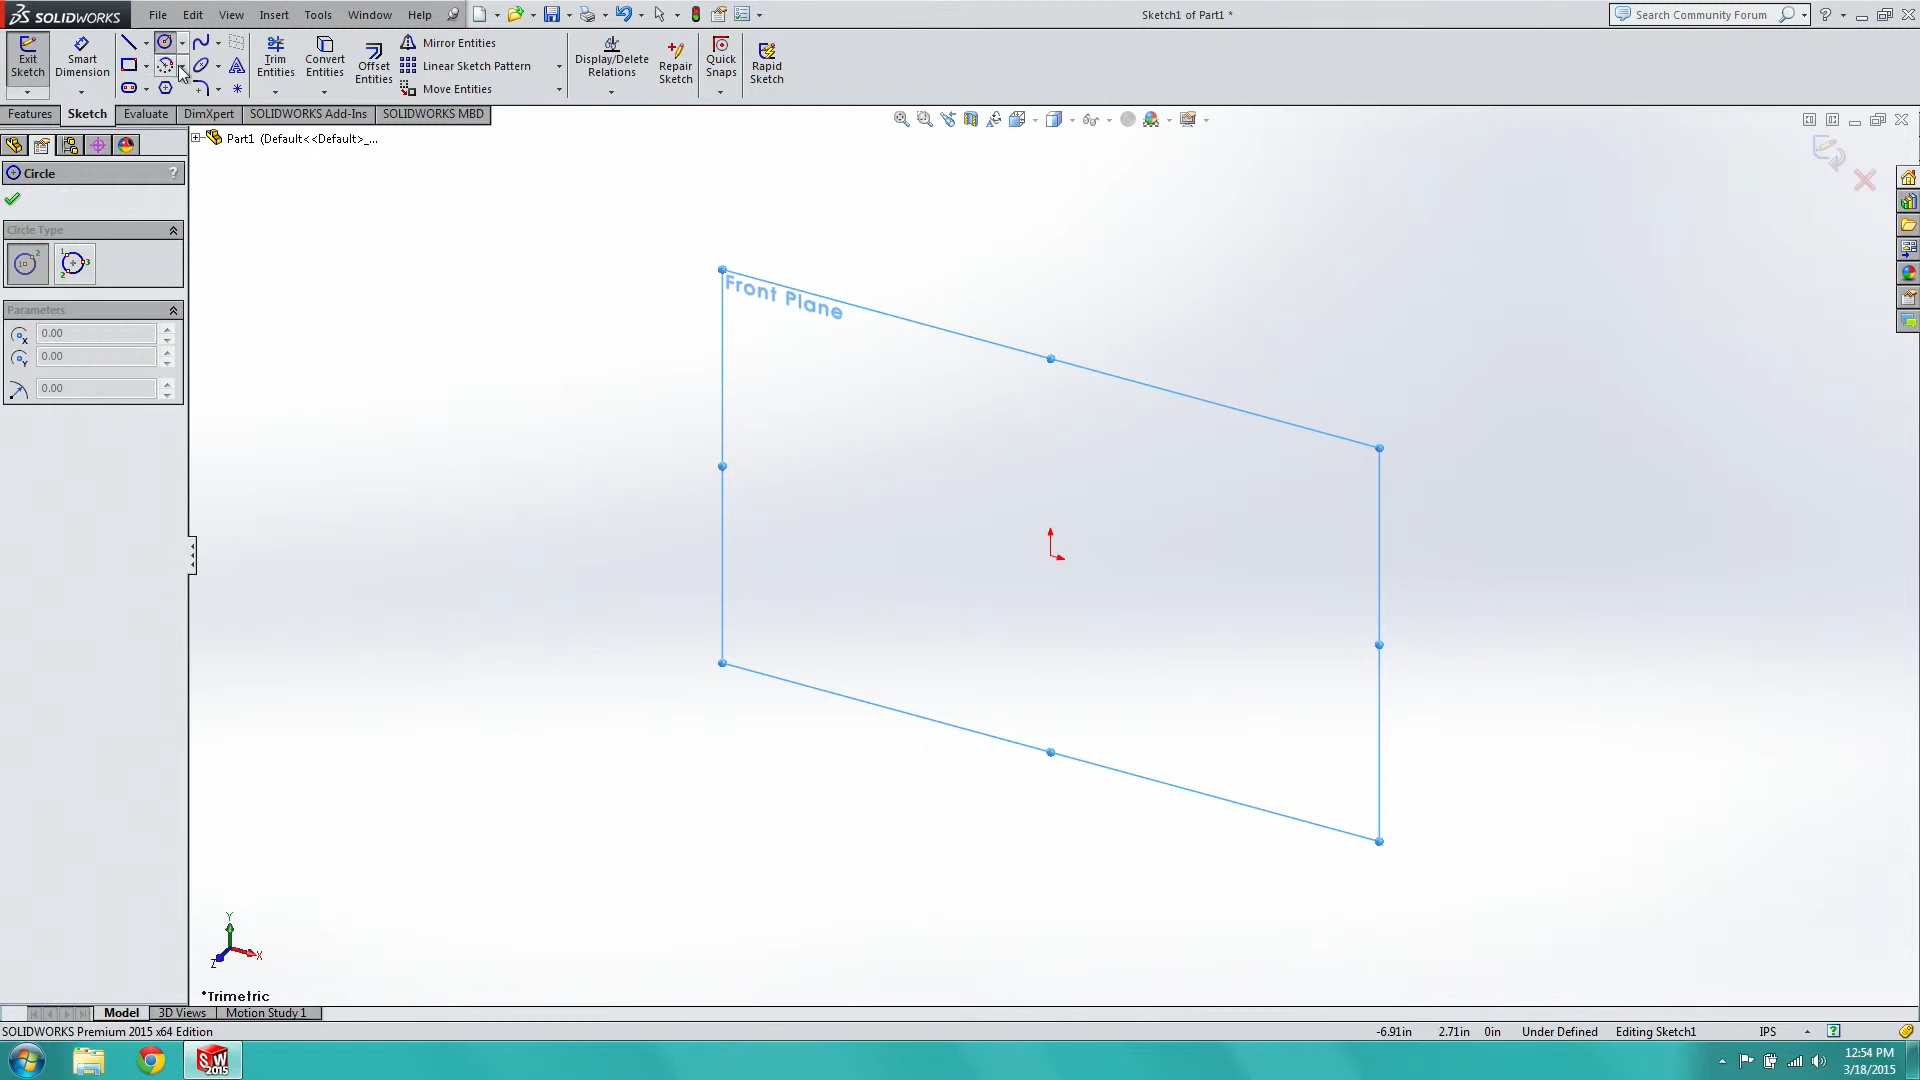 SOLIDWORKS
File
Edit
View
Insert
Tools
Window
Help
Sketch1 of Part1 *
Search Community Forum
Exit
Sketch
Smart
Dimension
Trim
Entities
Convert
Entities
Offset
Entities
Mirror Entities
Linear Sketch Pattern
Move Entities
Display/Delete
Relations
Repair
Sketch
Quick
Snaps
Rapid
Sketch
Features
Sketch
Evaluate
DimXpert
SOLIDWORKS Add-Ins
SOLIDWORKS MBD
Part1 (Default<<Default>_...
Circle
?
Circle Type
Parameters
0.00
0.00
0.00
Front Plane
Y
X
Z
*Trimetric
Model
3D Views
Motion Study 1
SOLIDWORKS Premium 2015 x64 Edition
-6.91in
2.71in
0in
Under Defined
Editing Sketch1
IPS
SW
2015
12:54 PM
3/18/2015